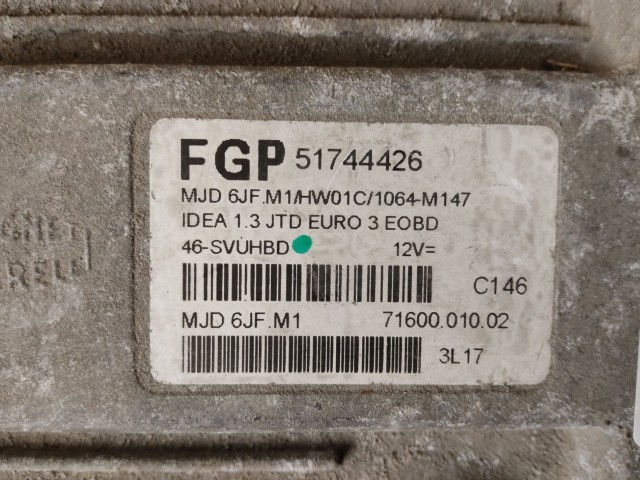 FGP 51744426
MJD 6JF.M1/HW01C/1064-M147
IDEA 1.3 JTD EURO 3 EOBD
46-SVUHBD 12V=
C146
MJD 6JF.M1 71600.010.02
3L17